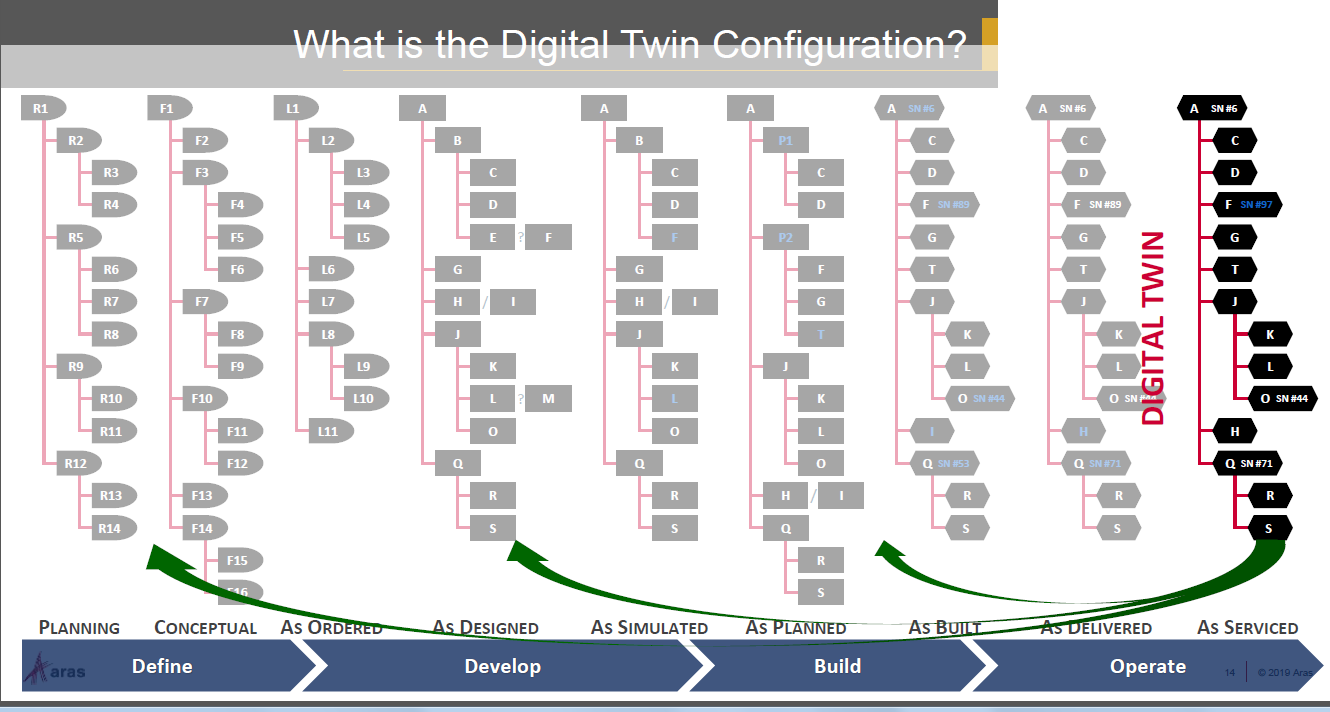 What is the Digital Twin Configuration?
R1
R2
R3
R4
R5
R6
R7
R8
R9
R10
R11
R12
R13
R14
F1
F2
F3
F4
F5
F6
F7
F8
F9
F10
F11
F12
F13
F14
F15
F16
L1
L2
L3
L4
L5
L6
L7
L8
L9
L10
L11
A
B
C
D
E ? F
G
H / I
J
K
L ? M
O
Q
R
S
A
B
C
D
F
G
H / I
J
K
L
O
Q
R
S
A
P1
C
D
P2
F
G
T
J
K
L
O
H / I
Q
R
S
A SN #6
C
D
F SN #89
G
T
J
K
L
O SN #44
I
Q SN #53
R
S
A SN #6
C
D
F SN #89
G
T
J
K
L
O SN #44
H
Q SN #71
R
S
DIGITAL TWIN
A SN #6
C
D
F SN #97
G
T
J
K
L
O SN #44
H
Q SN #71
R
S
PLANNING CONCEPTUAL AS ORDERED AS DESIGNED AS SIMULATED AS PLANNED AS BUILT AS DELIVERED AS SERVICED
Define Develop Build Operate
aras
14 © 2019 Aras